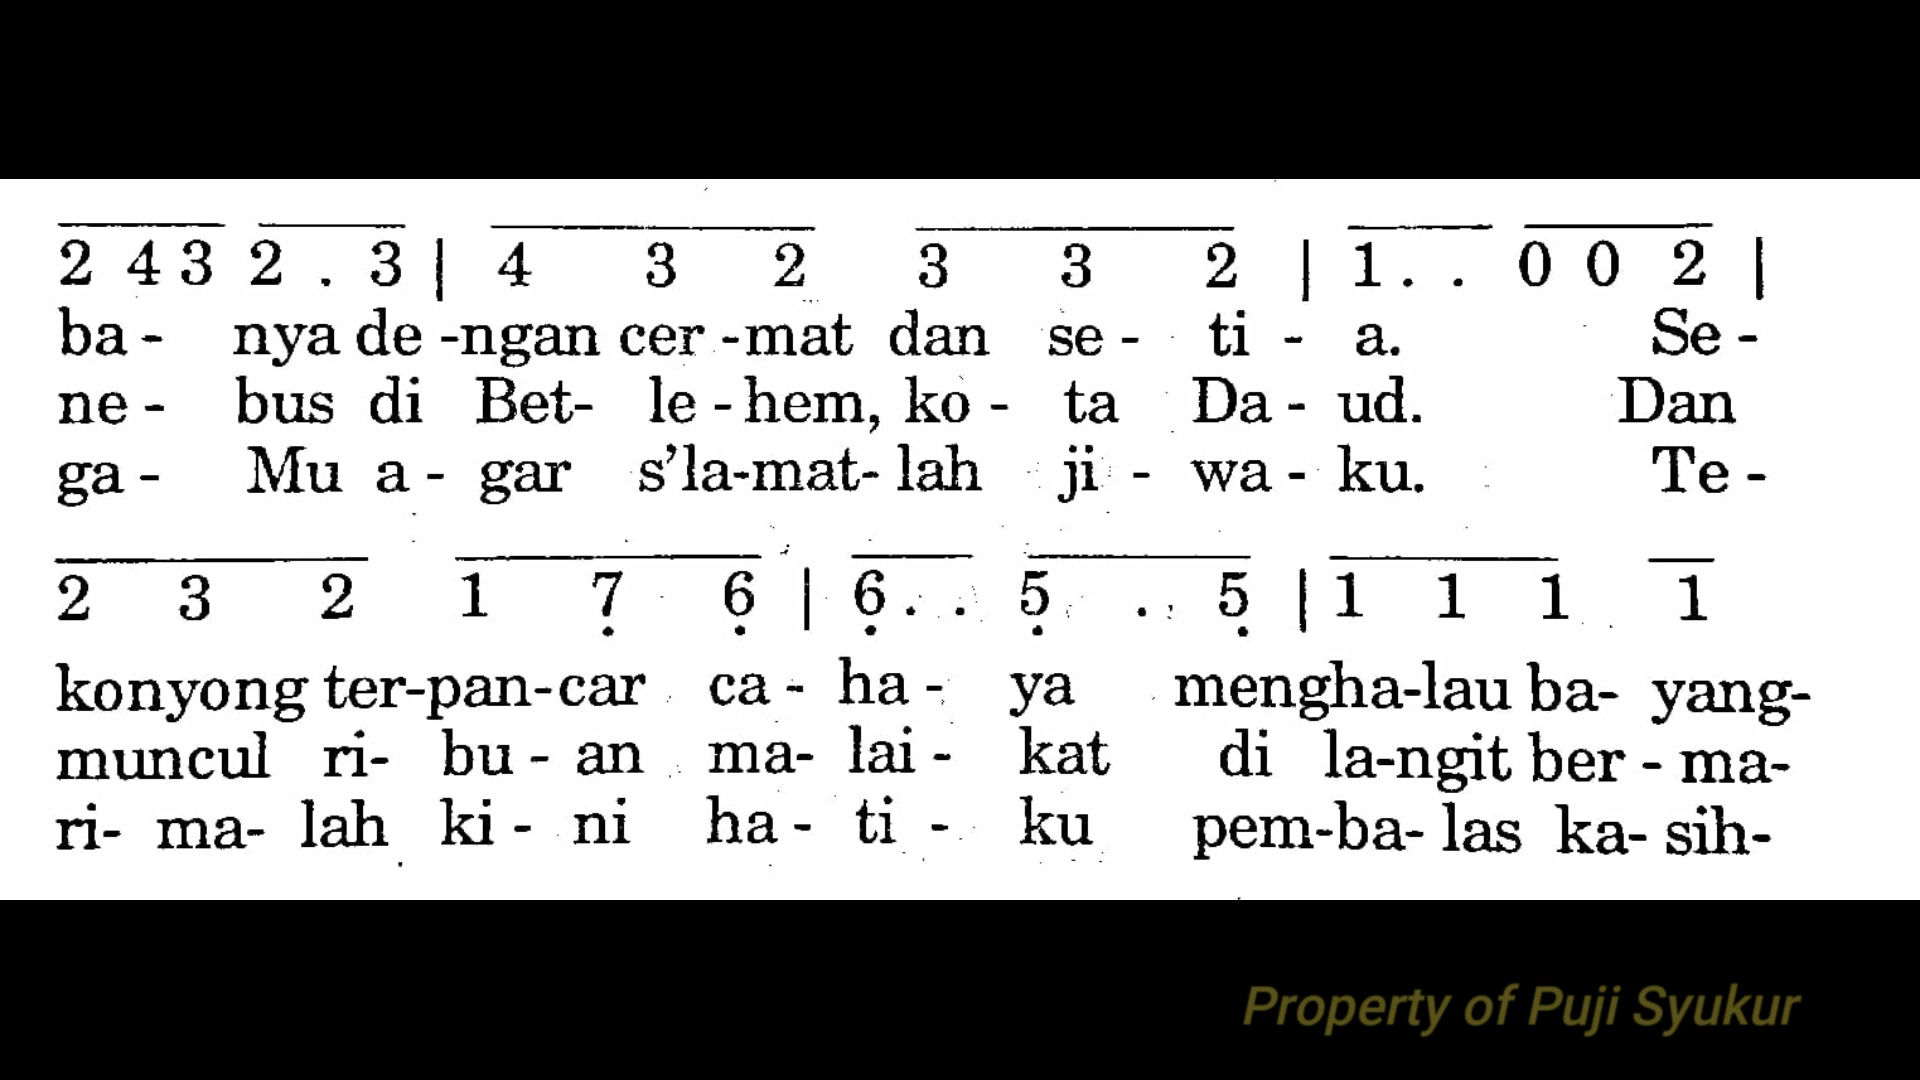 2 4 3 2 . 3 | 4 3 2 3 3 2 | 1 . . 0 0 2 |
ba - nya de -ngan cer -mat dan se - ti - a. Se -
ne - bus di Bet- le - hem, ko - ta Da - ud. Dan
ga - Mu a - gar s'la-mat- lah ji - wa - ku. Te -
2 3 2 1 7̣ 6̣ | 6̣ . . 5̣ . . 5̣ | 1 1 1 1
konyong ter-pan-car ca - ha - ya mengha-lau ba- yang-
muncul ri- bu - an ma- lai - kat di la-ngit ber - ma-
ri- ma- lah ki - ni ha - ti - ku pem-ba- las ka- sih-
Property of Puji Syukur